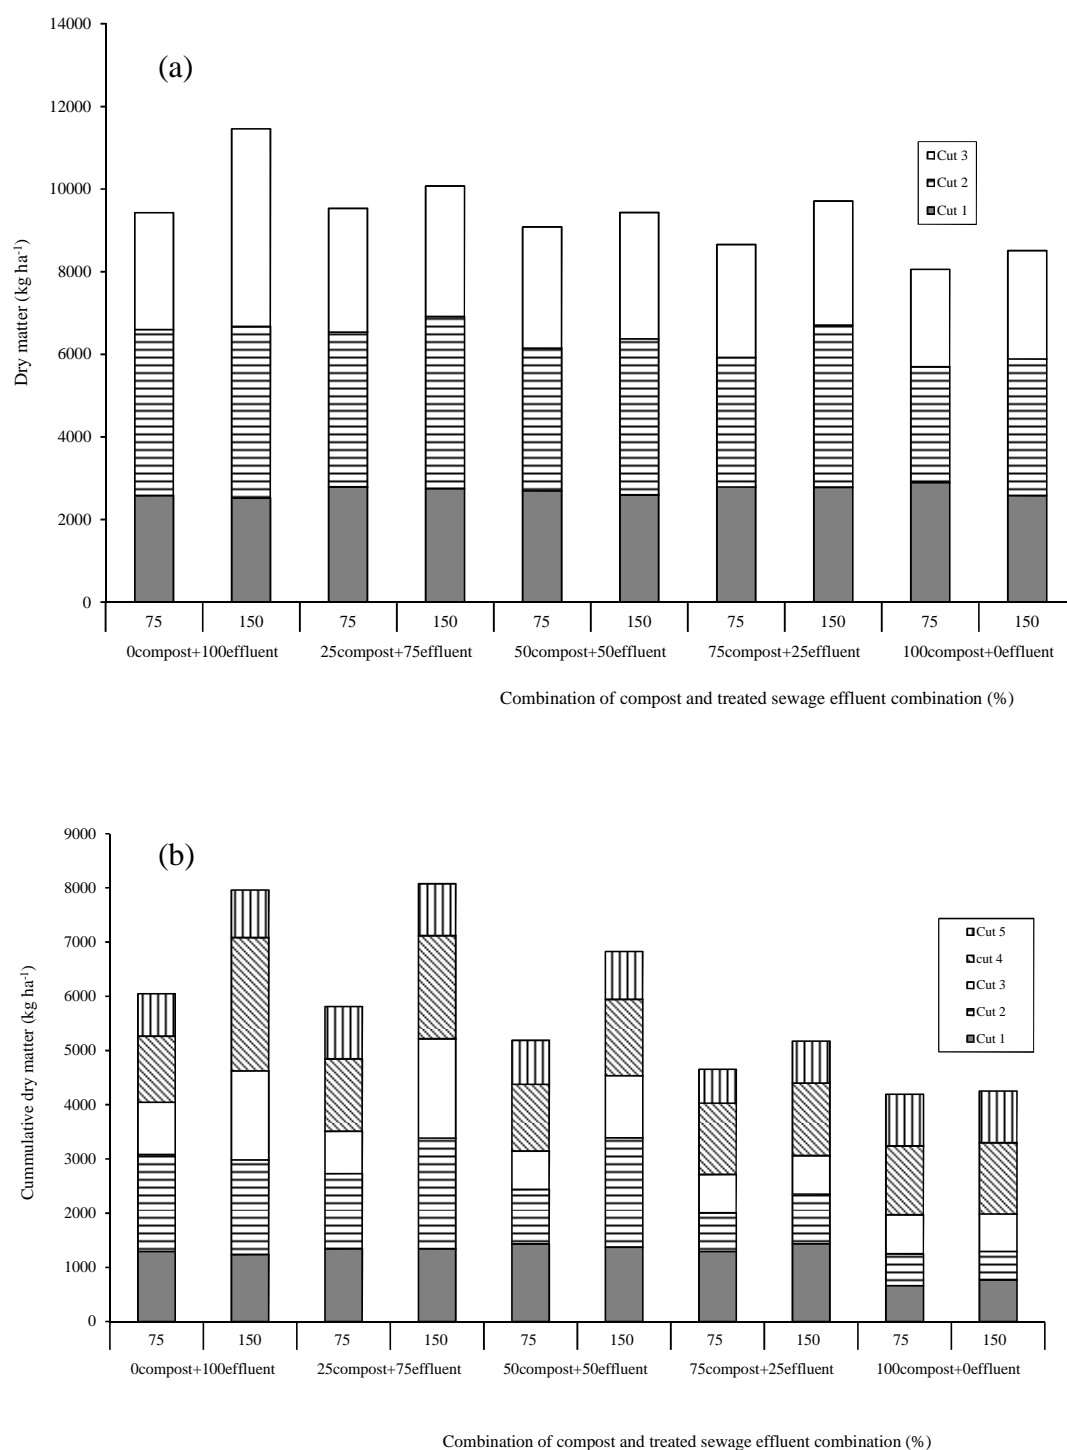 14000
(a)
12000
10000
8000
6000
4000
2000
0
Dry matter (kg ha-1)
Cut 3
Cut 2
Cut 1
75 150 75 150 75 150 75 150 75 150
0compost+100effluent 25compost+75effluent 50compost+50effluent 75compost+25effluent 100compost+0effluent
Combination of compost and treated sewage effluent combination (%)
9000
(b)
8000
7000
6000
5000
4000
3000
2000
1000
0
Cummulative dry matter (kg ha-1)
Cut 5
cut 4
Cut 3
Cut 2
Cut 1
75 150 75 150 75 150 75 150 75 150
0compost+100effluent 25compost+75effluent 50compost+50effluent 75compost+25effluent 100compost+0effluent
Combination of compost and treated sewage effluent combination (%)